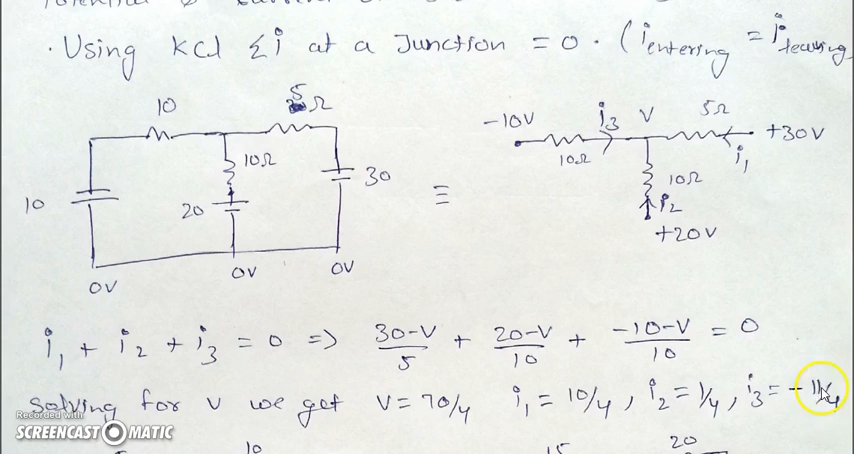 . Using KCL Σi at a Junction = 0. (i entering = i leaving
10 5Ω
10Ω
10 20 30
0V 0V 0V
≡
-10V i3 V 5Ω +30V
10Ω i1
10Ω
i2
+20V
i1 + i2 + i3 = 0 => (30-V)/5 + (20-V)/10 + (-10-V)/10 = 0
solving for V we get V = 70/4 i1 = 10/4, i2 = 1/4, i3 = -11/4
Recorded with
SCREENCAST-O-MATIC
10 15 20